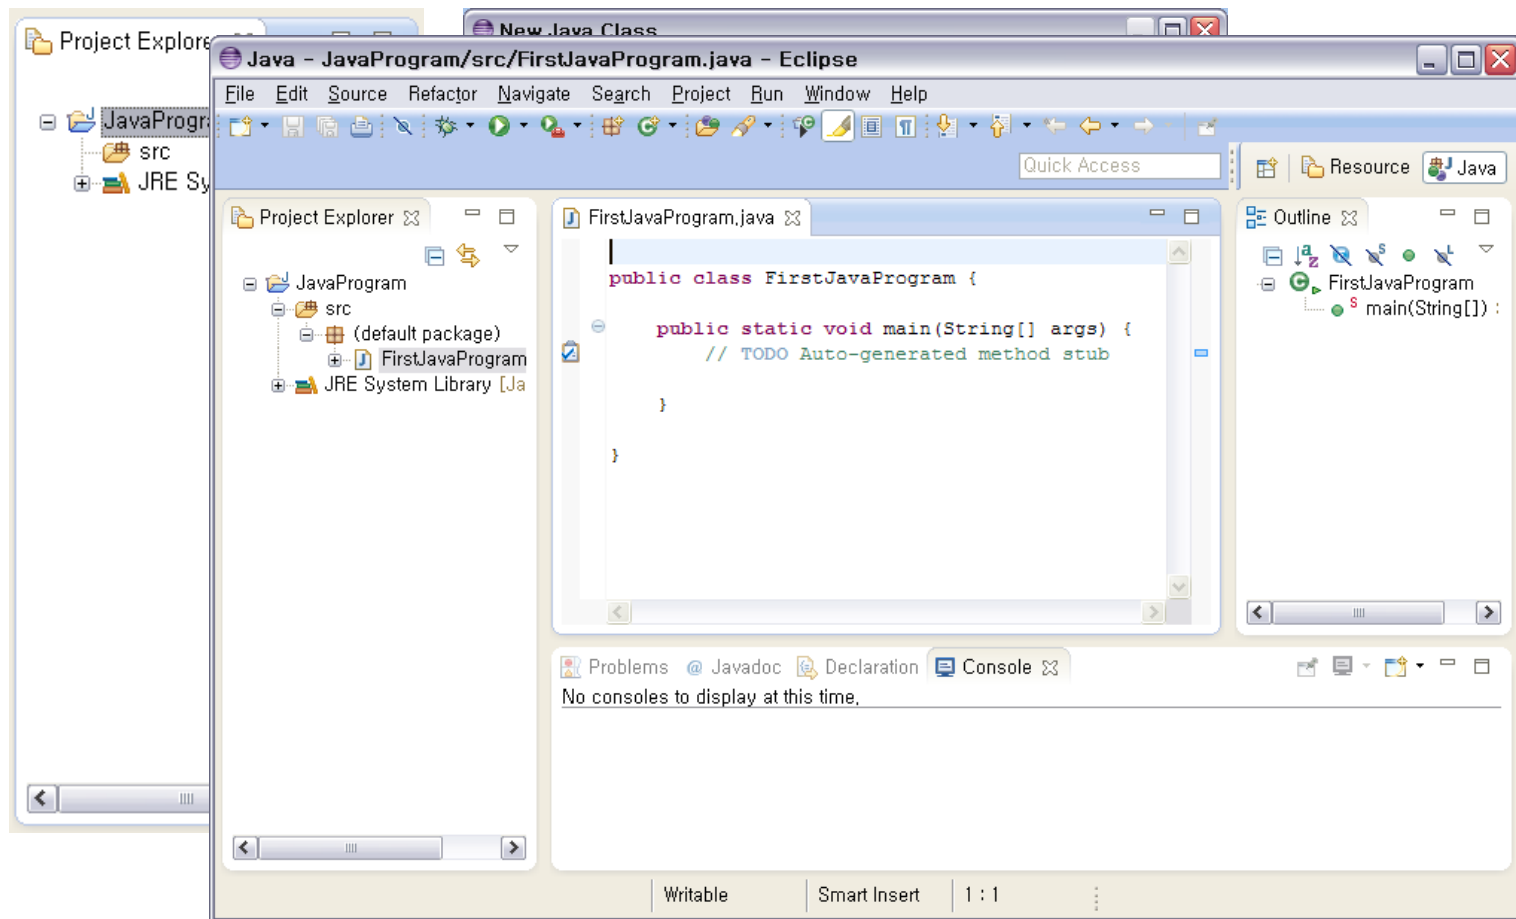 Project Explore
JavaProgra
src
JRE Sy
New Java Class
Java - JavaProgram/src/FirstJavaProgram.java - Eclipse
File Edit Source Refactor Navigate Search Project Run Window Help
Quick Access
Resource Java
Project Explorer
JavaProgram
src
(default package)
FirstJavaProgram
JRE System Library [Ja
FirstJavaProgram.java
public class FirstJavaProgram {
public static void main(String[] args) {
// TODO Auto-generated method stub
}
}
Outline
FirstJavaProgram
main(String[]) :
Problems @ Javadoc Declaration Console
No consoles to display at this time.
Writable Smart Insert 1 : 1